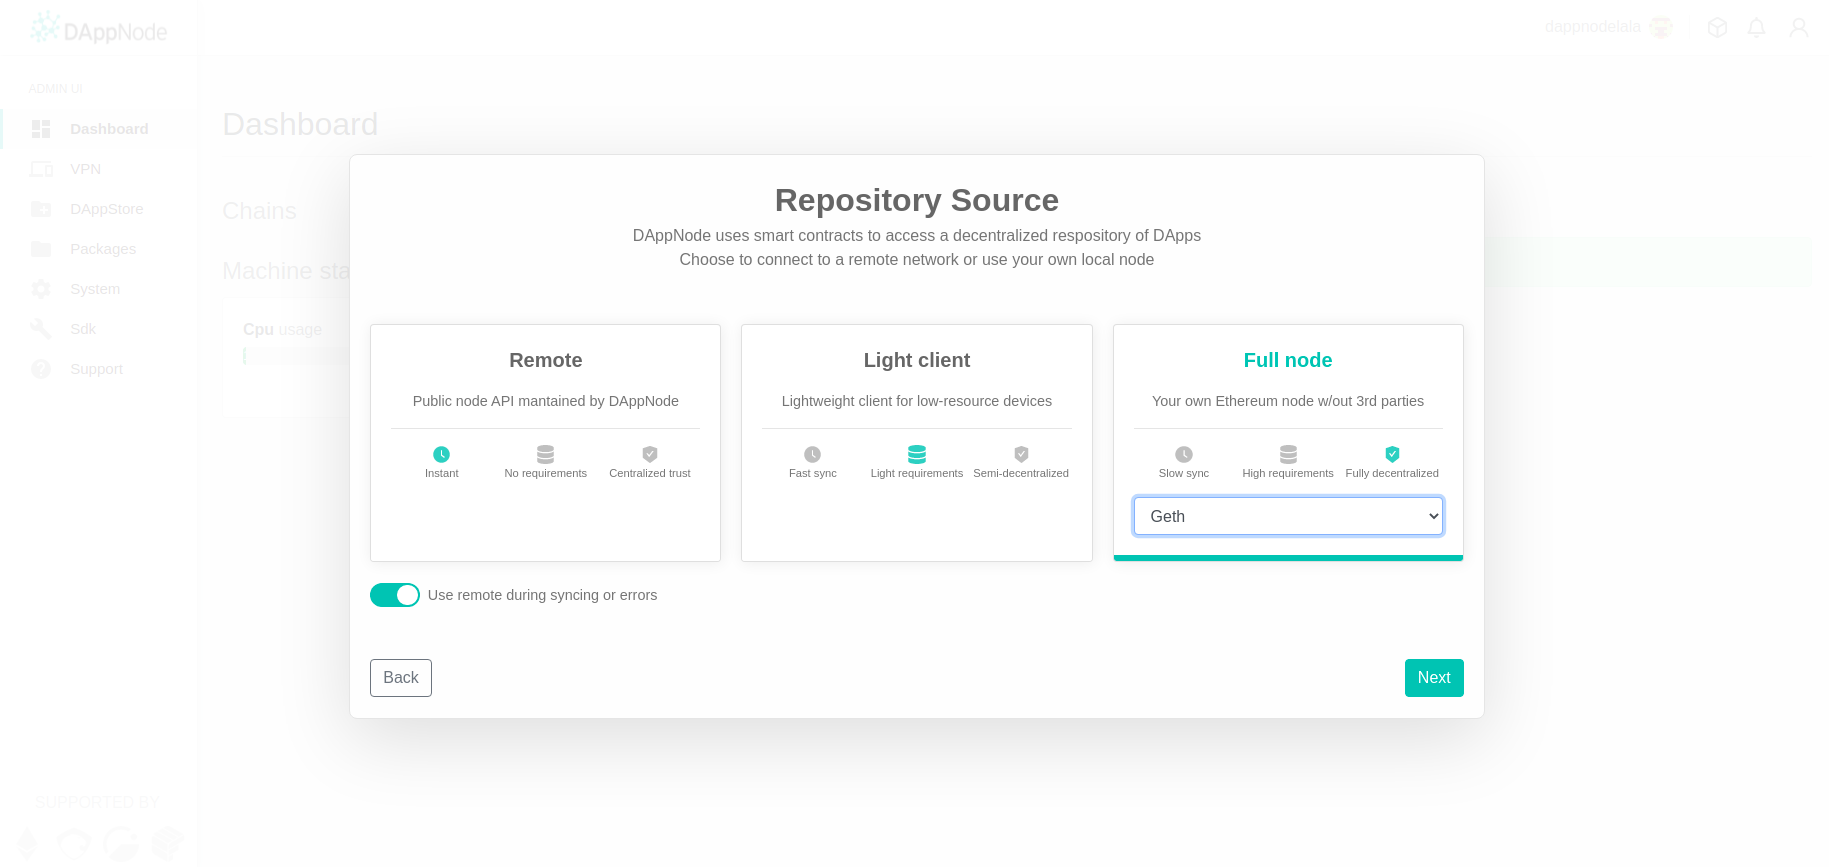 DAppNode
dappnodelala
ADMIN UI
Dashboard
VPN
DAppStore
Packages
System
Sdk
Support
SUPPORTED BY
Dashboard
Chains
Machine sta
Cpu usage
Repository Source
DAppNode uses smart contracts to access a decentralized respository of DApps
Choose to connect to a remote network or use your own local node
Remote
Public node API mantained by DAppNode
Instant
No requirements
Centralized trust
Light client
Lightweight client for low-resource devices
Fast sync
Light requirements
Semi-decentralized
Full node
Your own Ethereum node w/out 3rd parties
Slow sync
High requirements
Fully decentralized
Geth
Use remote during syncing or errors
Back
Next